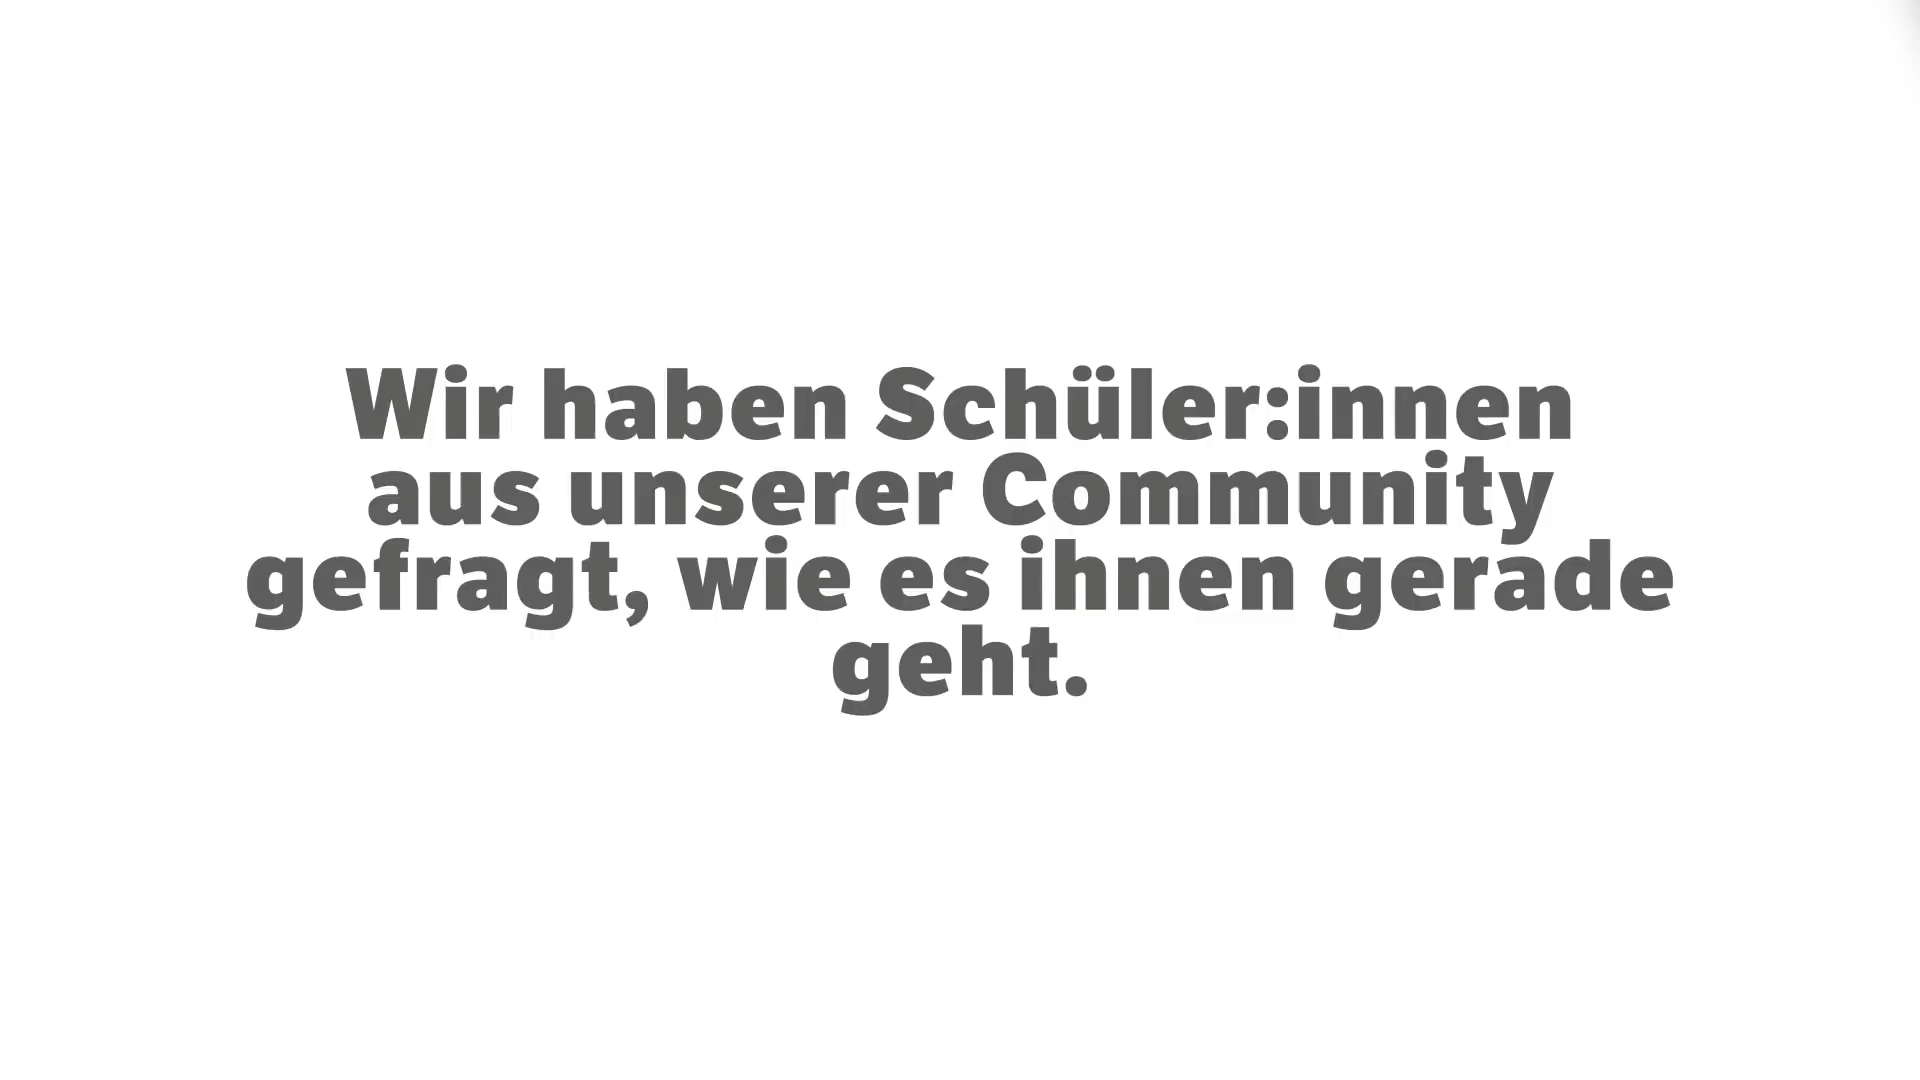 Wir haben Schüler:innen
aus unserer Community
gefragt, wie es ihnen gerade
geht.